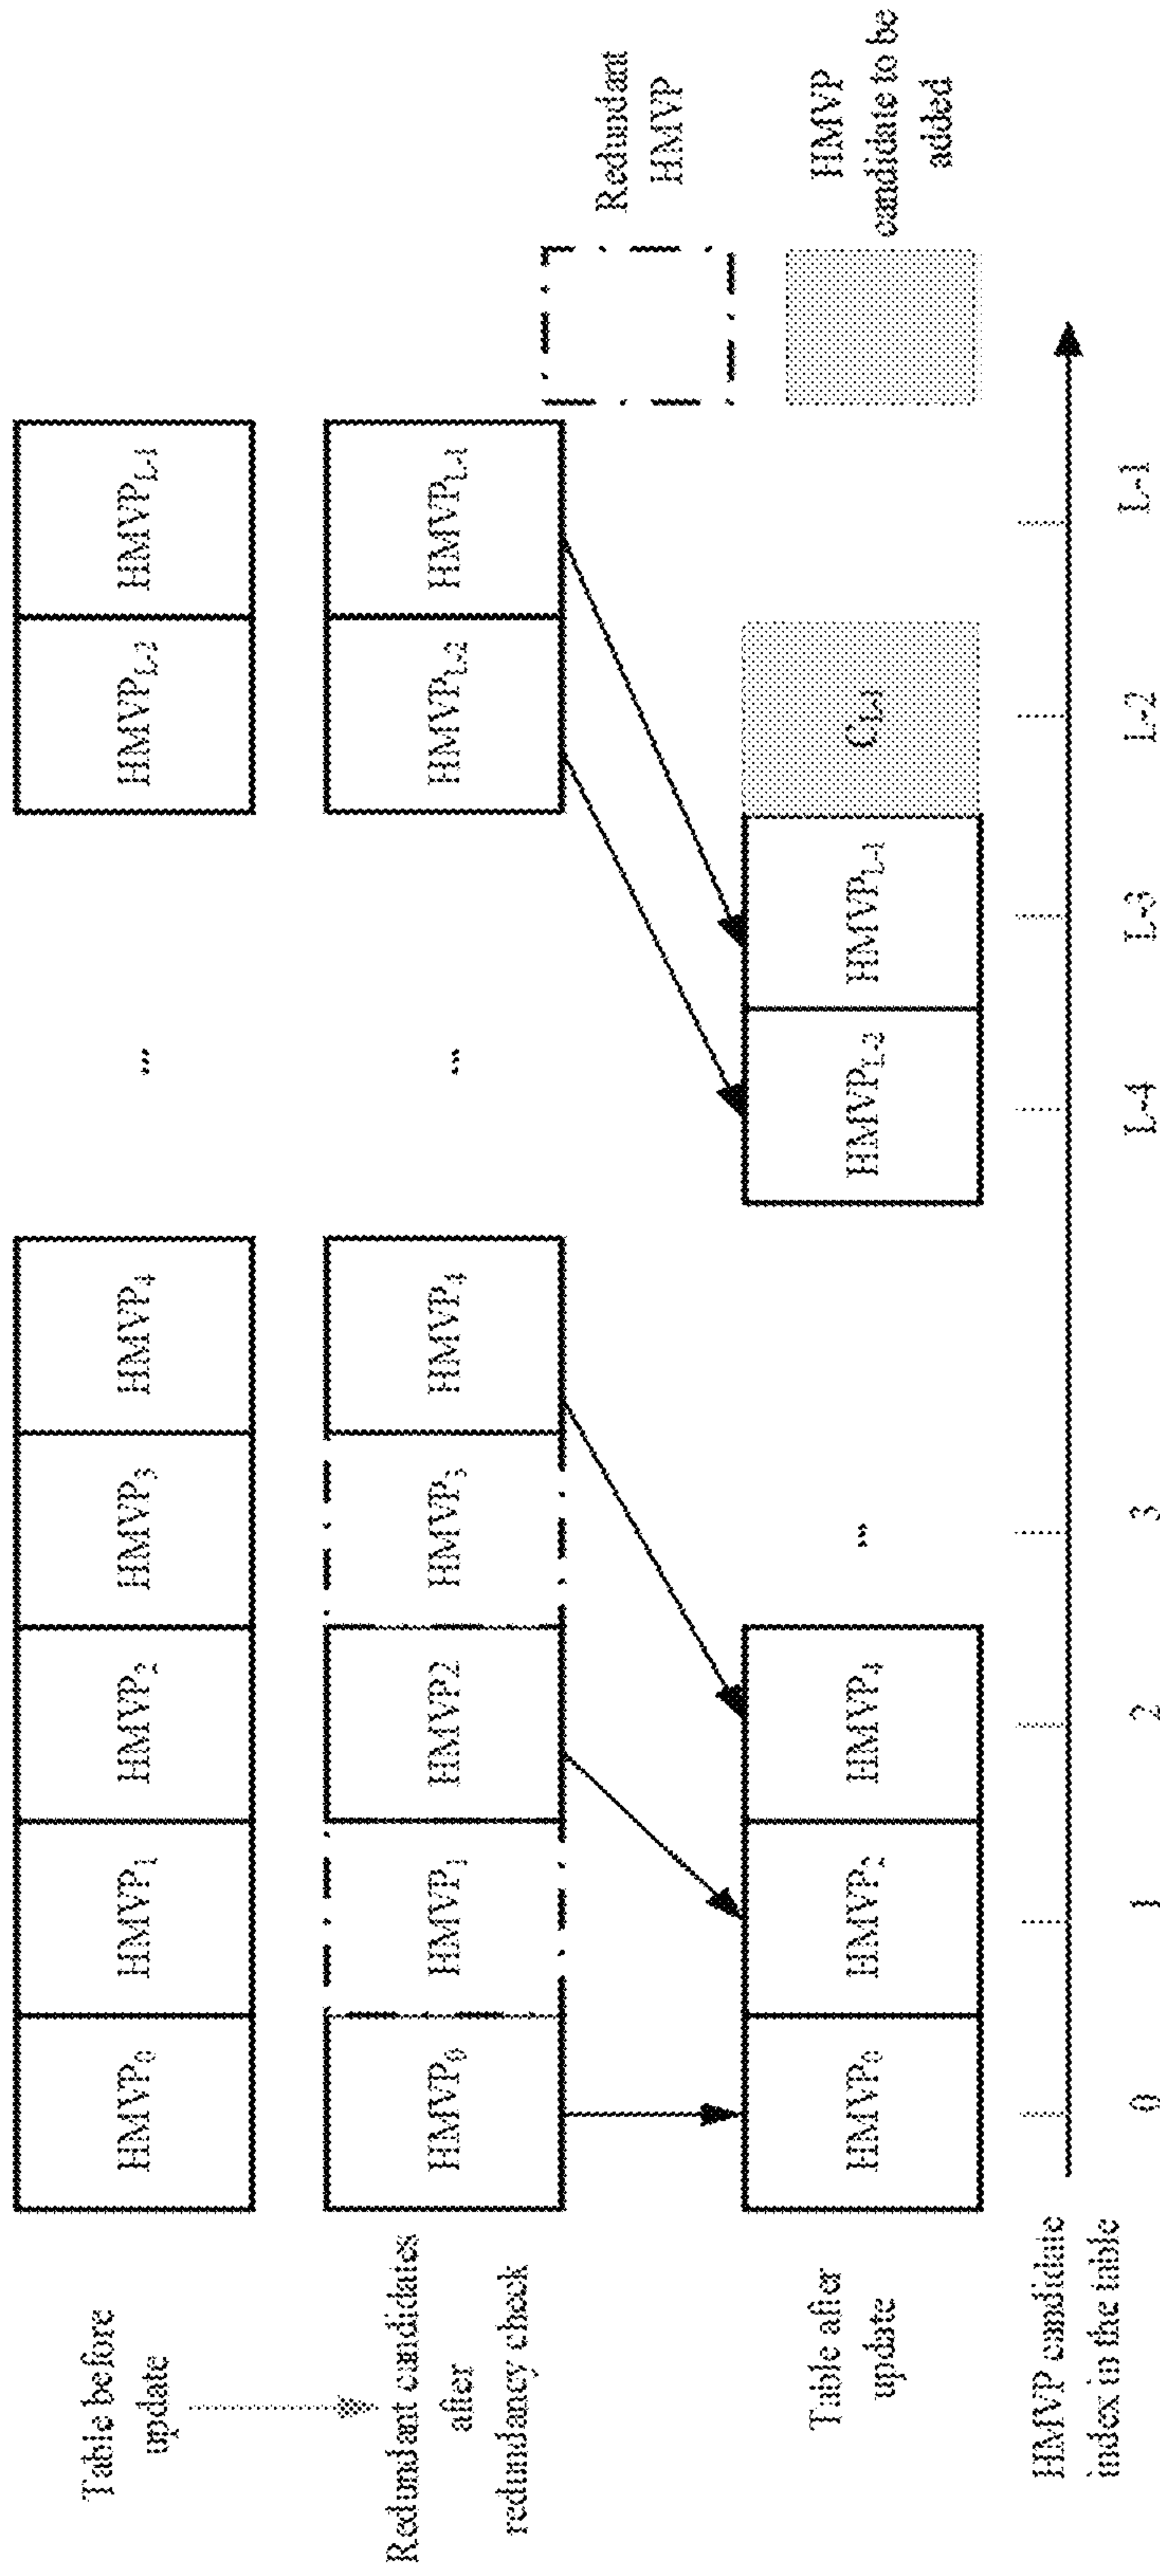 Table before
update
HMVP0
HMVP1
HMVP2
HMVP3
HMVP4
...
HMVPL-2
HMVPL-1
Redundant candidates
after
redundancy check
HMVP0
HMVP1
HMVP2
HMVP3
HMVP4
...
HMVPL-2
HMVPL-1
Redundant
HMVP
Table after
update
HMVP0
HMVP2
HMVP4
...
HMVPL-2
HMVPL-1
CL-1
HMVP
candidate to be
added
HMVP candidate
index in the table
0
1
2
3
L-4
L-3
L-2
L-1